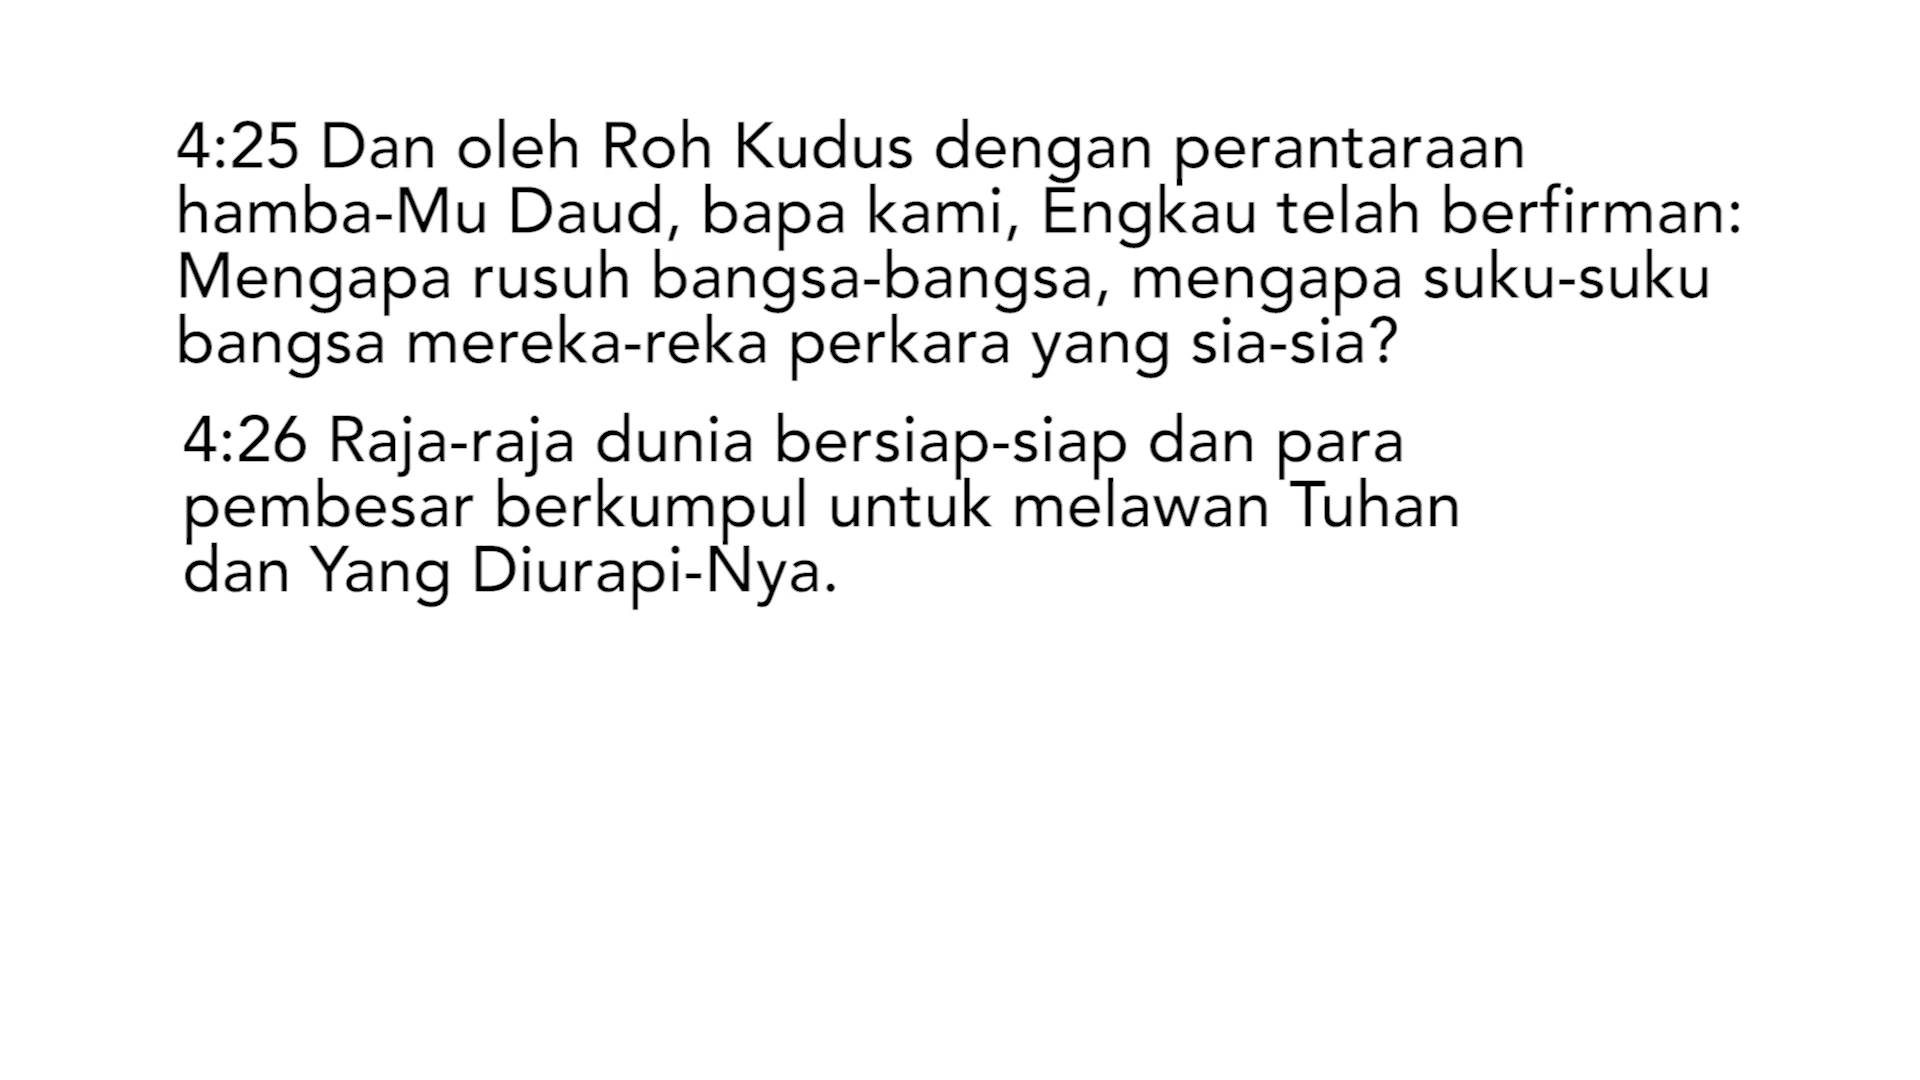 4:25 Dan oleh Roh Kudus dengan perantaraan
hamba-Mu Daud, bapa kami, Engkau telah berfirman:
Mengapa rusuh bangsa-bangsa, mengapa suku-suku
bangsa mereka-reka perkara yang sia-sia?
4:26 Raja-raja dunia bersiap-siap dan para
pembesar berkumpul untuk melawan Tuhan
dan Yang Diurapi-Nya.